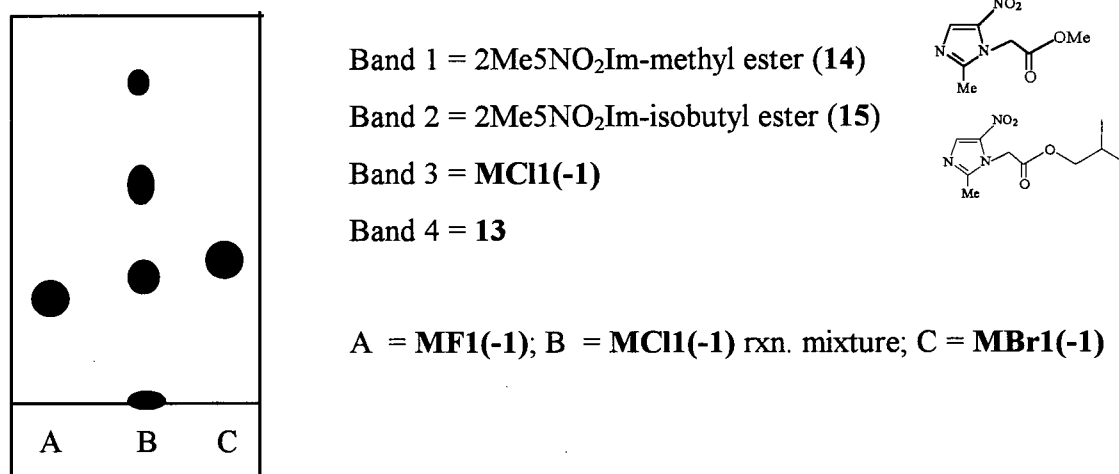 A B C
Band 1 = 2Me5NO₂Im-methyl ester (14)
Band 2 = 2Me5NO₂Im-isobutyl ester (15)
Band 3 = MCl1(-1)
Band 4 = 13
A = MF1(-1); B = MCl1(-1) rxn. mixture; C = MBr1(-1)
NO₂
N
N
OMe
O
Me
NO₂
N
N
O
O
Me